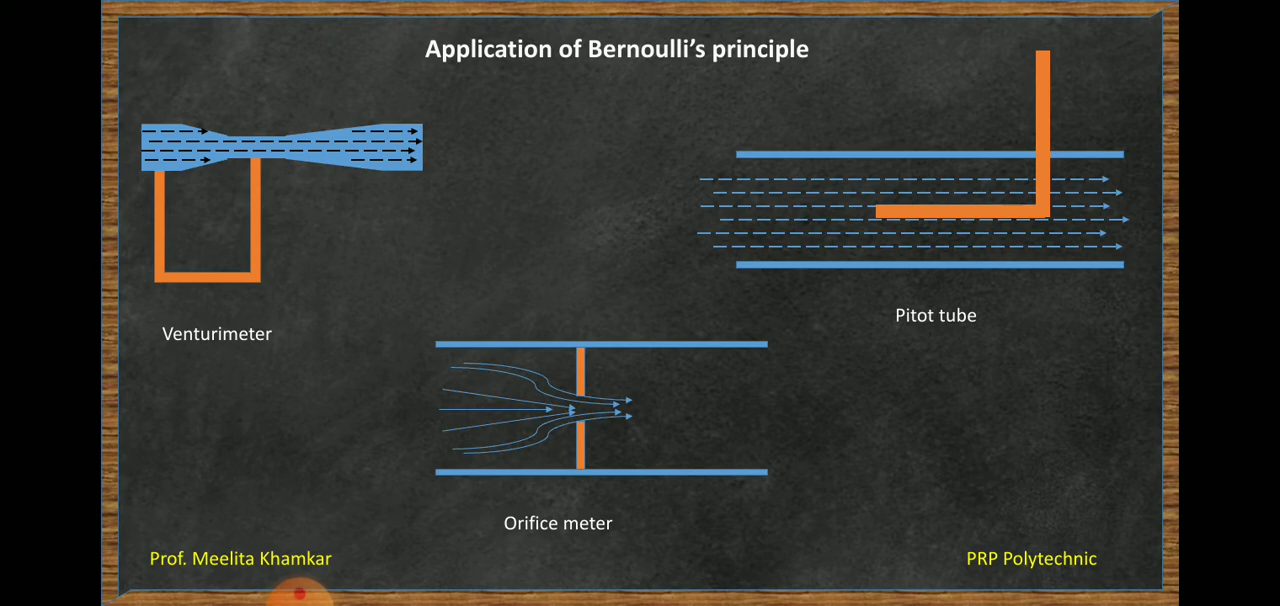 Application of Bernoulli’s principle
Venturimeter
Pitot tube
Orifice meter
Prof. Meelita Khamkar
PRP Polytechnic